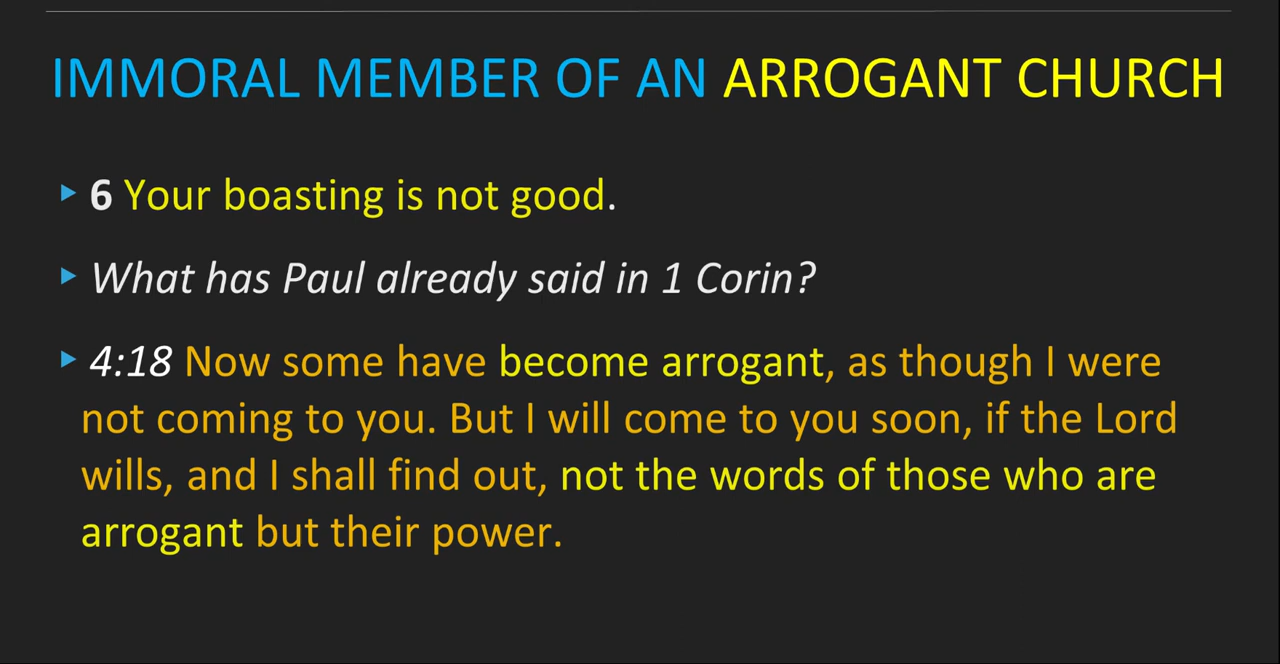 IMMORAL MEMBER OF AN ARROGANT CHURCH
6 Your boasting is not good.
What has Paul already said in 1 Corin?
4:18 Now some have become arrogant, as though I were
not coming to you. But I will come to you soon, if the Lord
wills, and I shall find out, not the words of those who are
arrogant but their power.